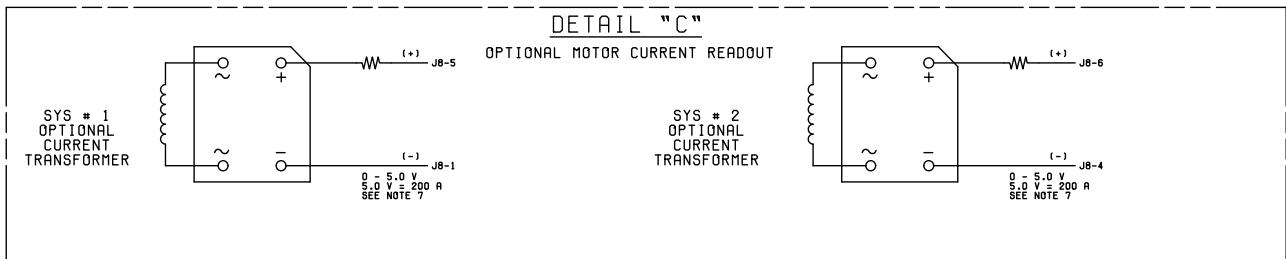 DETAIL "C"
OPTIONAL MOTOR CURRENT READOUT
SYS # 1
OPTIONAL
CURRENT
TRANSFORMER
~
+
~
−
(+)
J8-5
(-)
J8-1
0 - 5.0 V
5.0 V = 200 A
SEE NOTE 7
SYS # 2
OPTIONAL
CURRENT
TRANSFORMER
~
+
~
−
(+)
J8-6
(-)
J8-4
0 - 5.0 V
5.0 V = 200 A
SEE NOTE 7